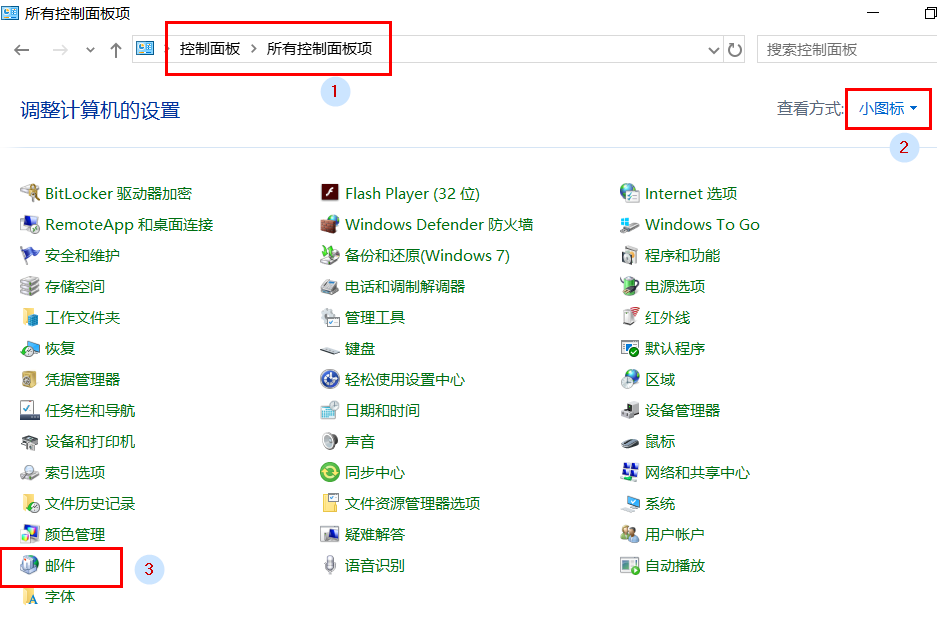 所有控制面板项
控制面板 > 所有控制面板项
搜索控制面板
1
调整计算机的设置
查看方式: 小图标
2
BitLocker 驱动器加密
Flash Player (32 位)
Internet 选项
RemoteApp 和桌面连接
Windows Defender 防火墙
Windows To Go
安全和维护
备份和还原(Windows 7)
程序和功能
存储空间
电话和调制解调器
电源选项
工作文件夹
管理工具
红外线
恢复
键盘
默认程序
凭据管理器
轻松使用设置中心
区域
任务栏和导航
日期和时间
设备管理器
设备和打印机
声音
鼠标
索引选项
同步中心
网络和共享中心
文件历史记录
文件资源管理器选项
系统
颜色管理
疑难解答
用户帐户
邮件
3
语音识别
自动播放
字体